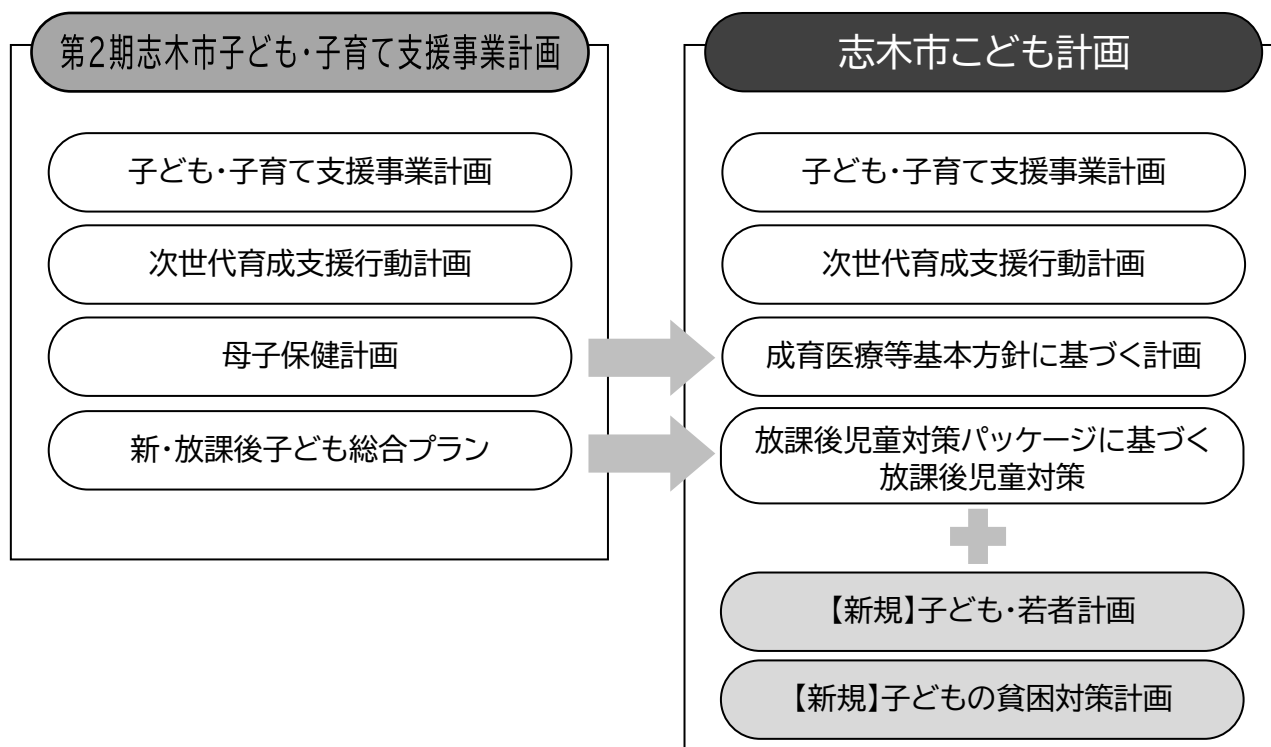 第2期志木市子ども・子育て支援事業計画
子ども・子育て支援事業計画
次世代育成支援行動計画
母子保健計画
新・放課後子ども総合プラン
志木市こども計画
子ども・子育て支援事業計画
次世代育成支援行動計画
成育医療等基本方針に基づく計画
放課後児童対策パッケージに基づく
放課後児童対策
【新規】子ども・若者計画
【新規】子どもの貧困対策計画